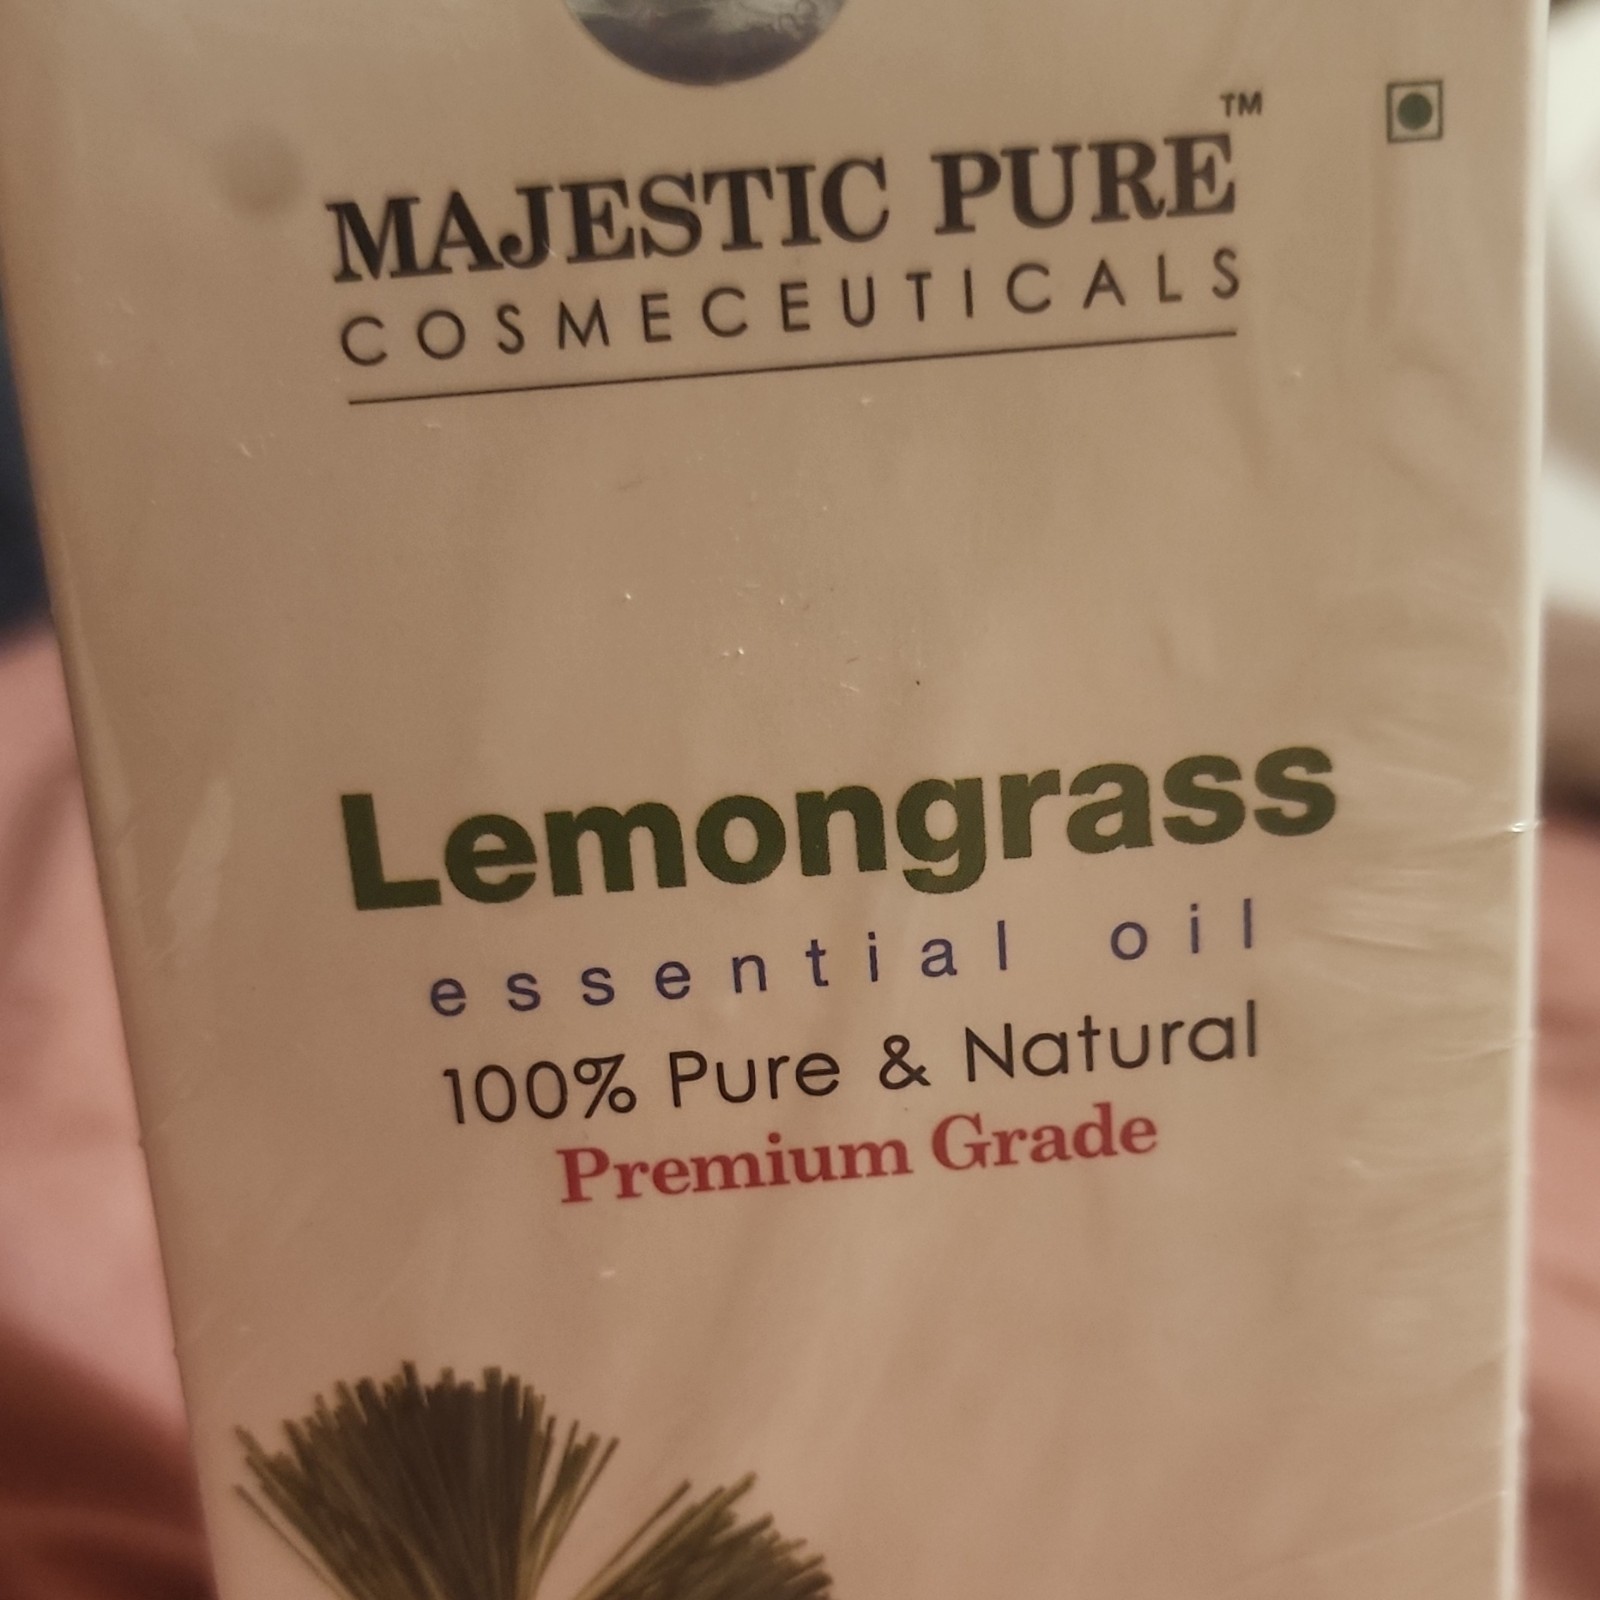 MAJESTIC PURE™
COSMECEUTICALS
Lemongrass
essential oil
100% Pure & Natural
Premium Grade